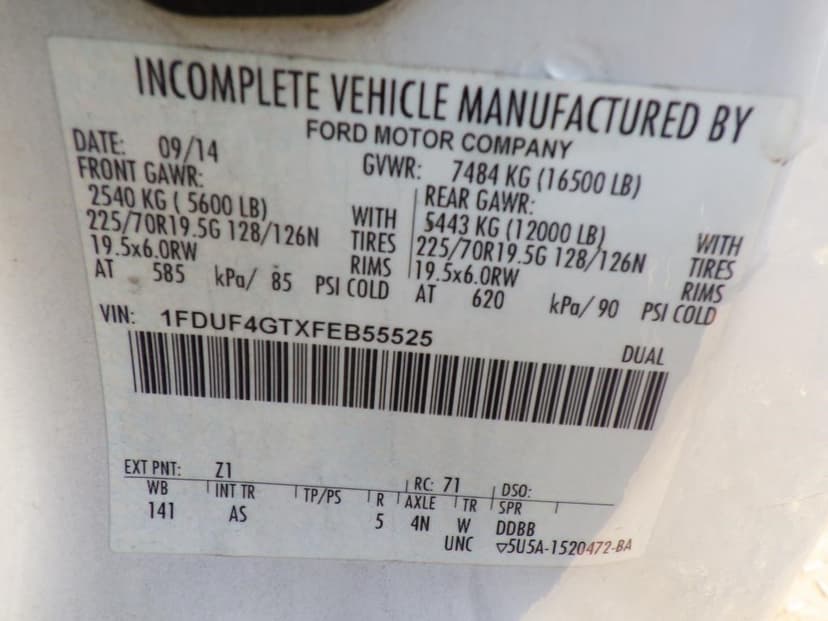 INCOMPLETE VEHICLE MANUFACTURED BY
FORD MOTOR COMPANY
DATE: 09/14 GVWR: 7484 KG (16500 LB)
FRONT GAWR: REAR GAWR:
2540 KG ( 5600 LB) WITH 5443 KG (12000 LB) WITH
225/70R19.5G 128/126N TIRES 225/70R19.5G 128/126N TIRES
19.5x6.0RW RIMS 19.5x6.0RW RIMS
AT 585 kPa/ 85 PSI COLD AT 620 kPa/ 90 PSI COLD
VIN: 1FDUF4GTXFEB55525
DUAL
EXT PNT: Z1 RC: 71 DSO:
WB INT TR TP/PS R AXLE TR SPR
141 AS 5 4N W DDBB
UNC ▽5U5A-1520472-BA